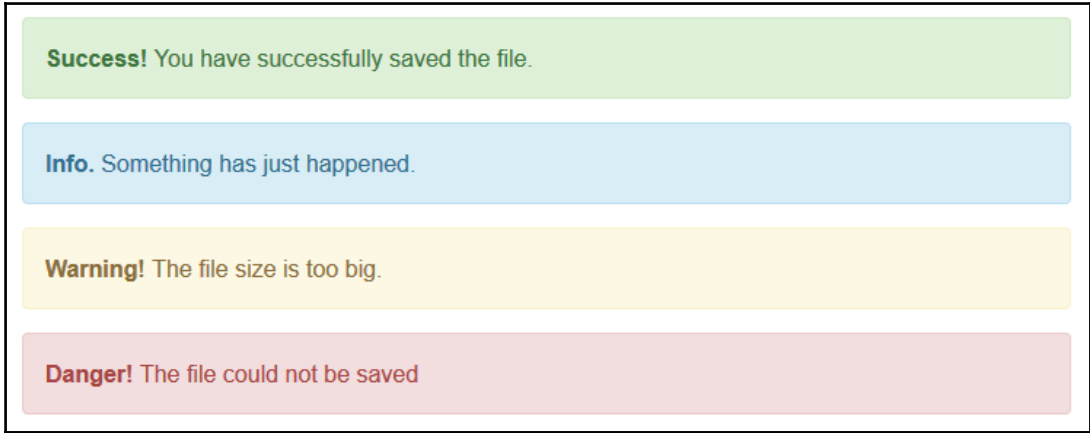 Success! You have successfully saved the file.
Info. Something has just happened.
Warning! The file size is too big.
Danger! The file could not be saved